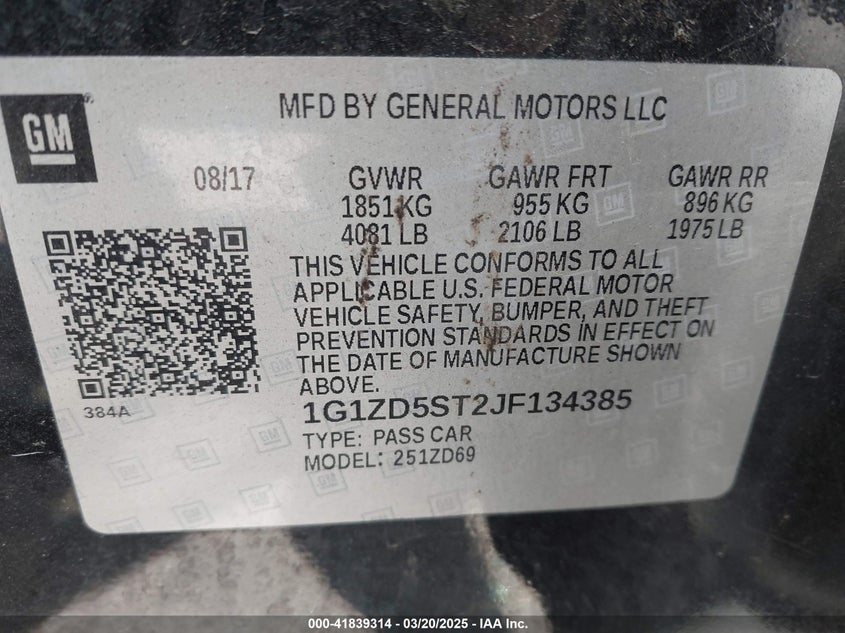 GM
MFD BY GENERAL MOTORS LLC
08/17 GVWR GAWR FRT GAWR RR
1851 KG 955 KG 896 KG
4081 LB 2106 LB 1975 LB
THIS VEHICLE CONFORMS TO ALL
APPLICABLE U.S. FEDERAL MOTOR
VEHICLE SAFETY, BUMPER, AND THEFT
PREVENTION STANDARDS IN EFFECT ON
THE DATE OF MANUFACTURE SHOWN
ABOVE.
384A
1G1ZD5ST2JF134385
TYPE: PASS CAR
MODEL: 251ZD69
000-41839314 - 03/20/2025 - IAA Inc.